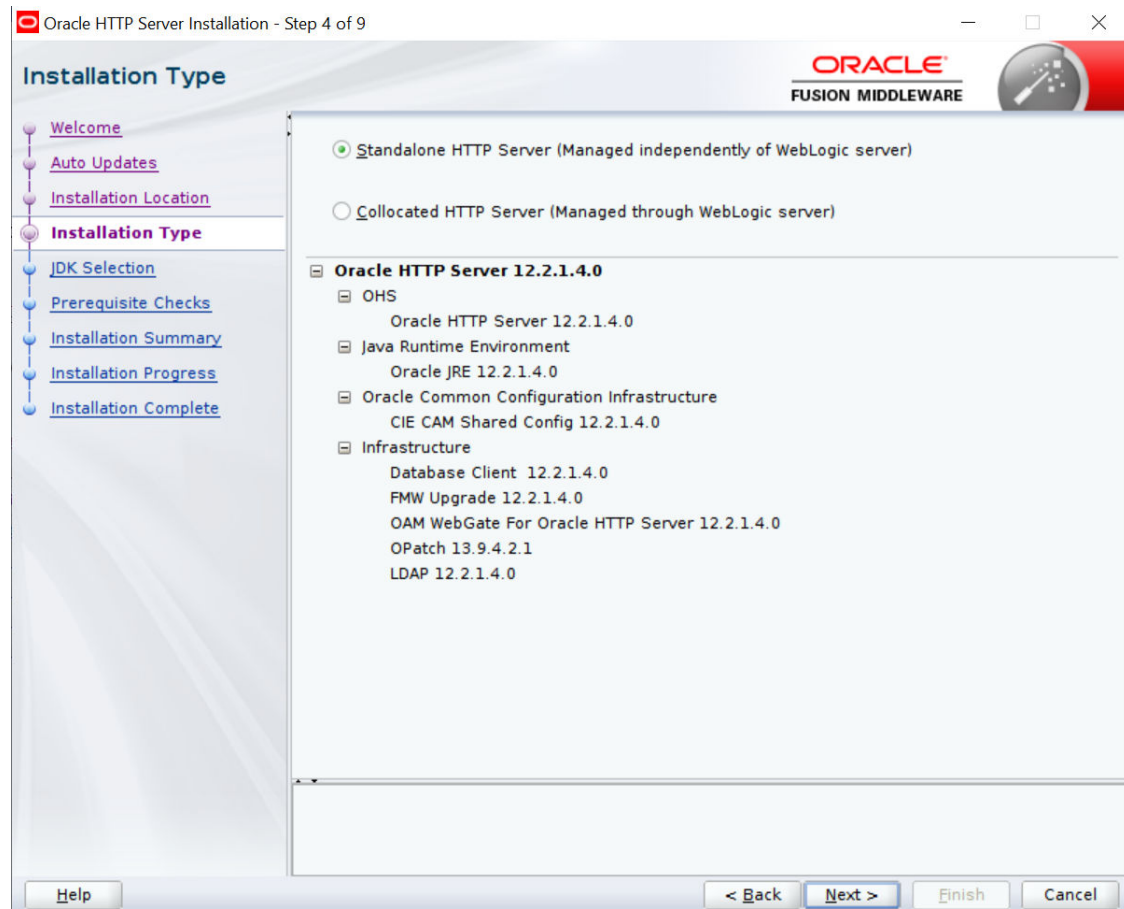 Oracle HTTP Server Installation - Step 4 of 9
Installation Type
ORACLE
FUSION MIDDLEWARE
Welcome
Auto Updates
Installation Location
Installation Type
JDK Selection
Prerequisite Checks
Installation Summary
Installation Progress
Installation Complete
Standalone HTTP Server (Managed independently of WebLogic server)
Collocated HTTP Server (Managed through WebLogic server)
Oracle HTTP Server 12.2.1.4.0
OHS
Oracle HTTP Server 12.2.1.4.0
Java Runtime Environment
Oracle JRE 12.2.1.4.0
Oracle Common Configuration Infrastructure
CIE CAM Shared Config 12.2.1.4.0
Infrastructure
Database Client  12.2.1.4.0
FMW Upgrade 12.2.1.4.0
OAM WebGate For Oracle HTTP Server 12.2.1.4.0
OPatch 13.9.4.2.1
LDAP 12.2.1.4.0
Help
< Back
Next >
Finish
Cancel